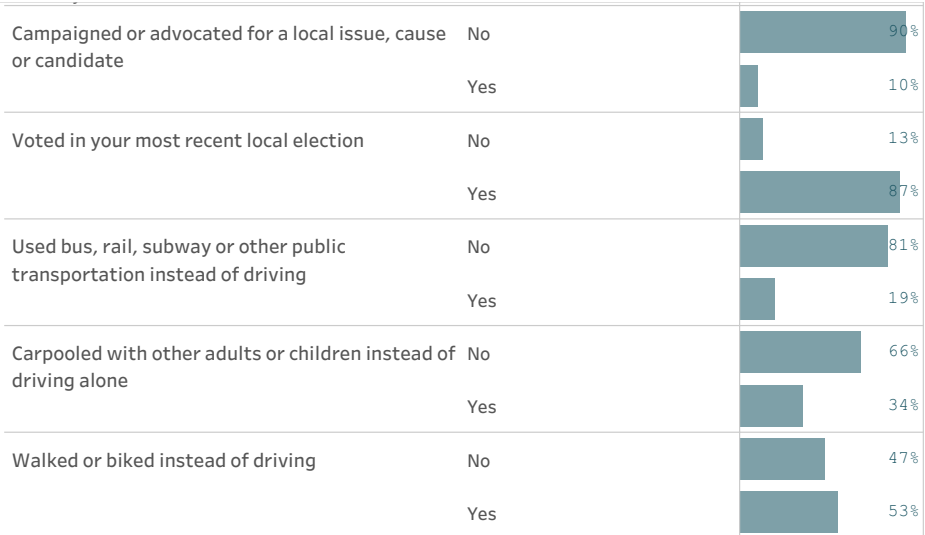 Campaigned or advocated for a local issue, cause No 90%
or candidate
Yes 10%
Voted in your most recent local election No 13%
Yes 87%
Used bus, rail, subway or other public No 81%
transportation instead of driving
Yes 19%
Carpooled with other adults or children instead of No 66%
driving alone
Yes 34%
Walked or biked instead of driving No 47%
Yes 53%